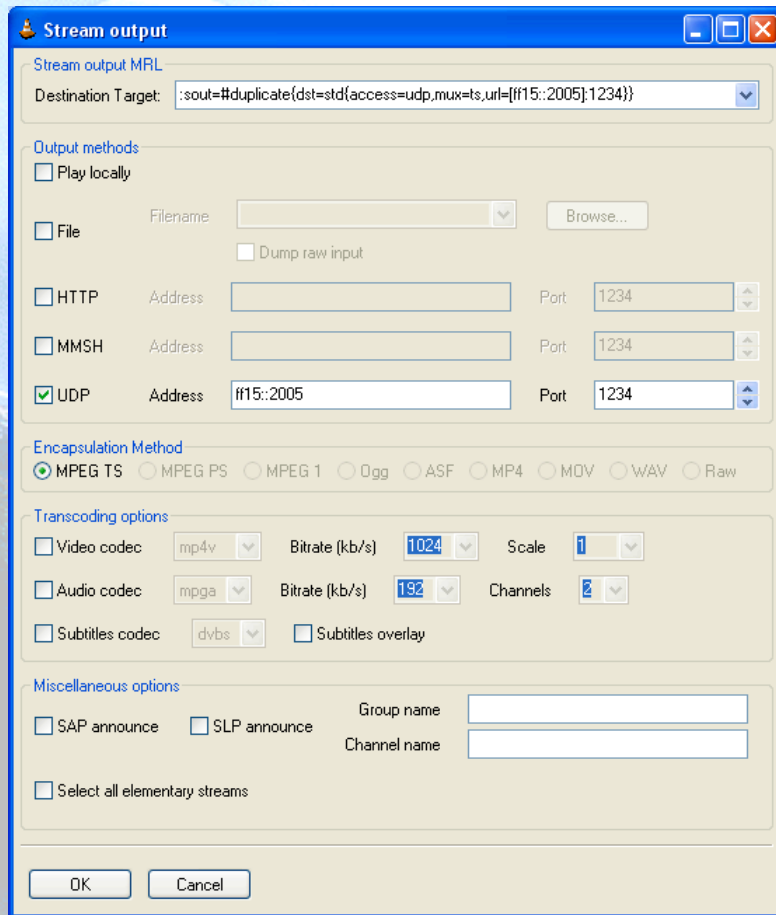 Stream output
Stream output MRL
Destination Target: :sout=#duplicate{dst=std{access=udp,mux=ts,url=[ff15::2005]:1234}}
Output methods
Play locally
File Filename Browse...
Dump raw input
HTTP Address Port 1234
MMSH Address Port 1234
UDP Address ff15::2005 Port 1234
Encapsulation Method
MPEG TS MPEG PS MPEG 1 Ogg ASF MP4 MOV WAV Raw
Transcoding options
Video codec mp4v Bitrate (kb/s) 1024 Scale 1
Audio codec mpga Bitrate (kb/s) 192 Channels 2
Subtitles codec dvbs Subtitles overlay
Miscellaneous options
SAP announce SLP announce Group name
Channel name
Select all elementary streams
OK Cancel